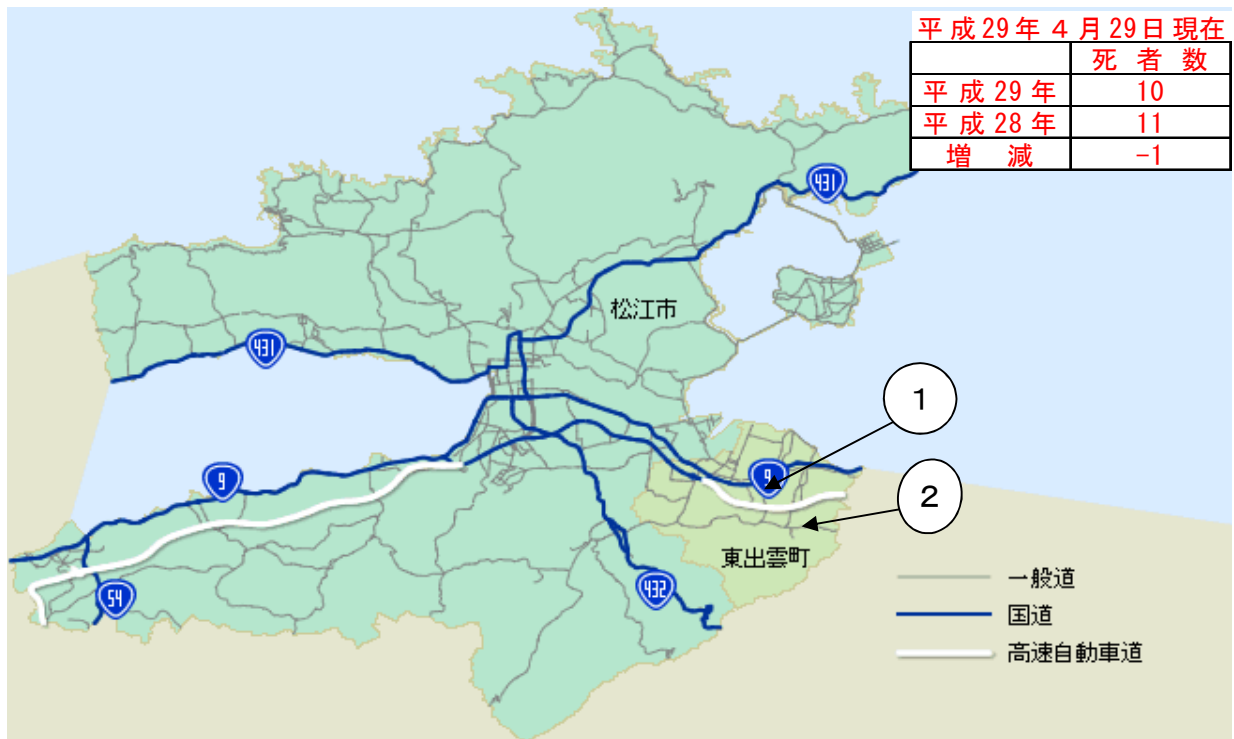 平成29年4月29日現在
死者数
平成29年 10
平成28年 11
増減 -1
431
松江市
431
1
9
9
2
東出雲町
54
432
一般道
国道
高速自動車道